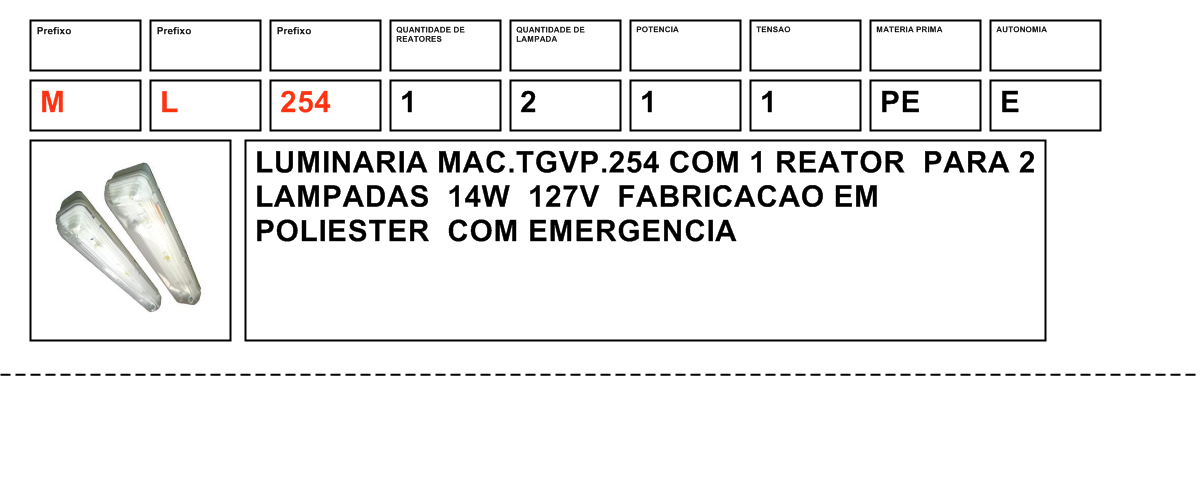 Prefixo Prefixo Prefixo QUANTIDADE DE REATORES QUANTIDADE DE LAMPADA POTENCIA TENSAO MATERIA PRIMA AUTONOMIA
M L 254 1 2 1 1 PE E
LUMINARIA MAC.TGVP.254 COM 1 REATOR PARA 2
LAMPADAS 14W 127V FABRICACAO EM
POLIESTER COM EMERGENCIA